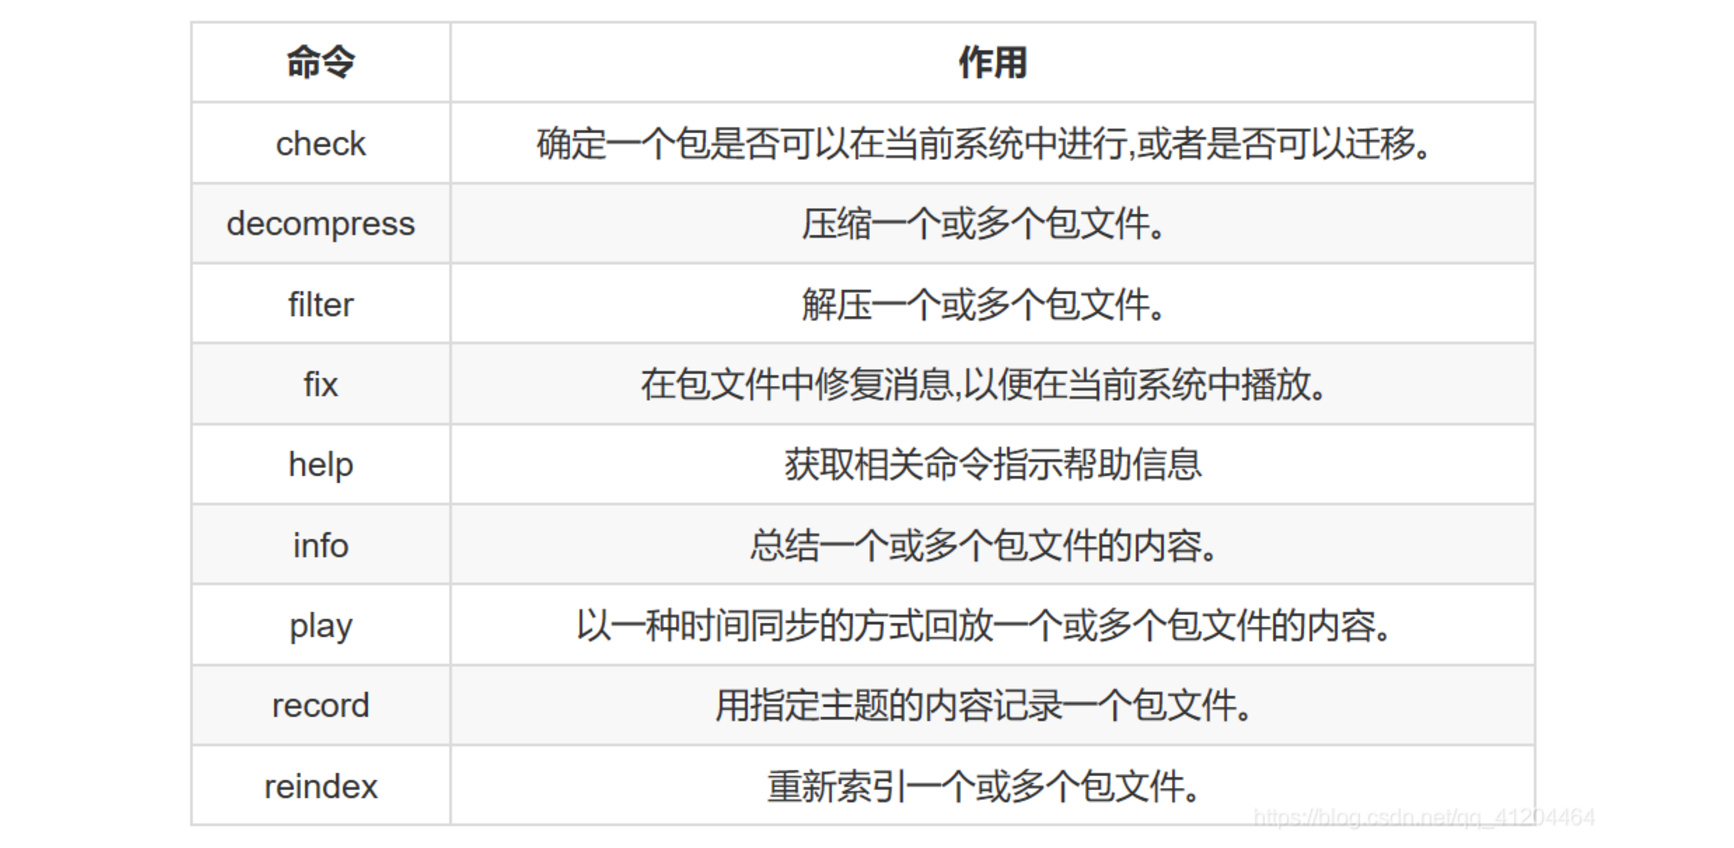 命令 作用
check 确定一个包是否可以在当前系统中进行,或者是否可以迁移。
decompress 压缩一个或多个包文件。
filter 解压一个或多个包文件。
fix 在包文件中修复消息,以便在当前系统中播放。
help 获取相关命令指示帮助信息
info 总结一个或多个包文件的内容。
play 以一种时间同步的方式回放一个或多个包文件的内容。
record 用指定主题的内容记录一个包文件。
reindex 重新索引一个或多个包文件。
https://blog.csdn.net/qq_41204464